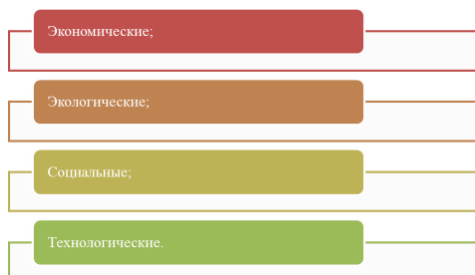 Экономические;
Экологические;
Социальные;
Технологические.